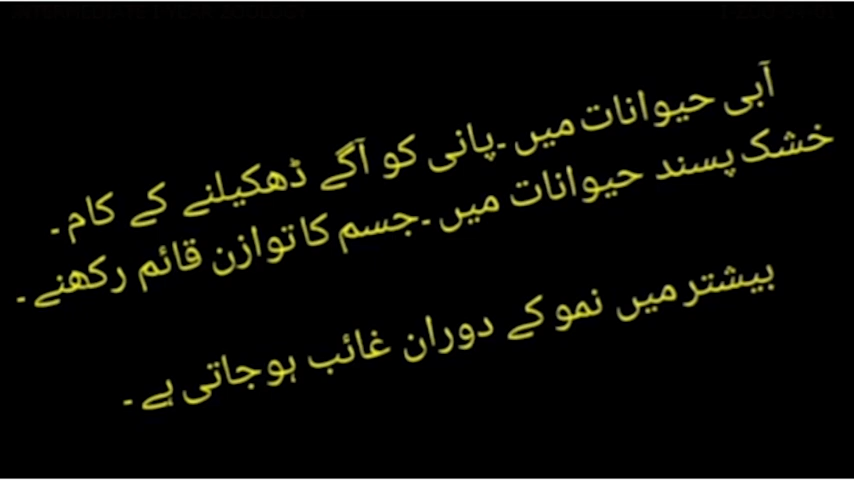 آبی حیوانات میں ۔پانی کو آگے ڈھکیلنے کے کام ۔
خشک پسند حیوانات میں ۔جسم کا توازن قائم رکھنے ۔
بیشتر میں نمو کے دوران غائب ہوجاتی ہے ۔